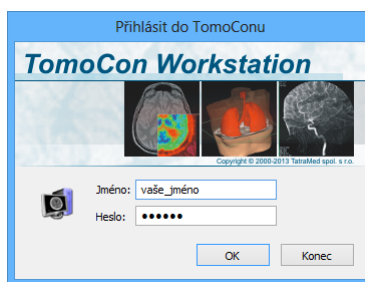 Přihlásit do TomoConu
TomoCon Workstation
Copyright © 2000-2013 TatraMed spol. s r.o.
Jméno: vaše_jméno
Heslo: ••••••
OK Konec